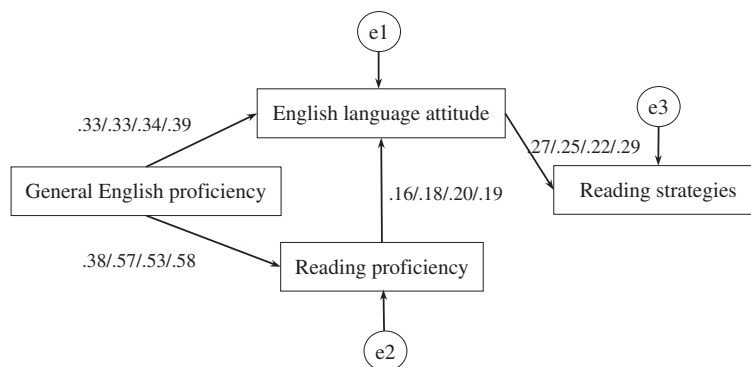 e1
English language attitude
e3
.33/.33/.34/.39
.27/.25/.22/.29
General English proficiency
.16/.18/.20/.19
Reading strategies
.38/.57/.53/.58
Reading proficiency
e2